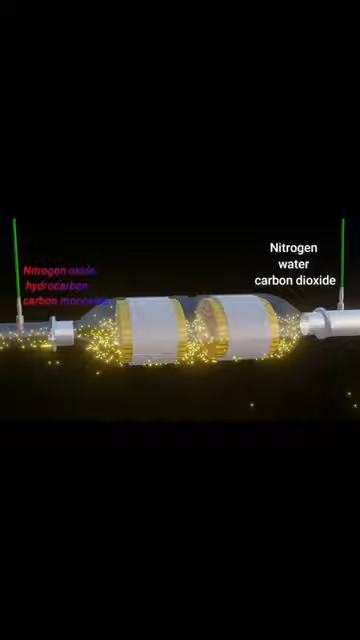 Nitrogen oxide
hydrocarbon
carbon monoxide
Nitrogen
water
carbon dioxide